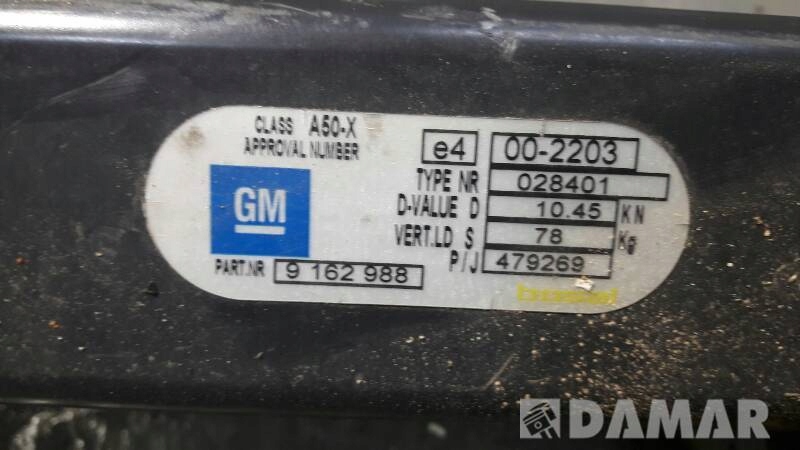 CLASS A50-X
APPROVAL NUMBER e4 00-2203
TYPE NR 028401
D-VALUE D 10.45 KN
VERT.LD S 78 Kg
P/J 479269
GM
PART.NR 9 162 988
bosal
DAMAR